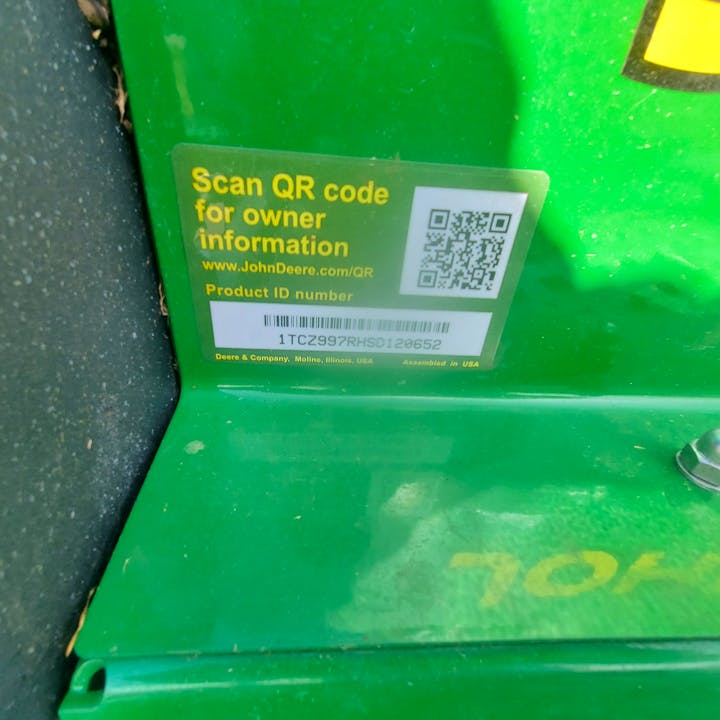 Scan QR code
for owner
information
www.JohnDeere.com/QR
Product ID number
1TCZ997RHSD120652
Deere & Company, Moline, Illinois, USA Assembled in USA
JOH